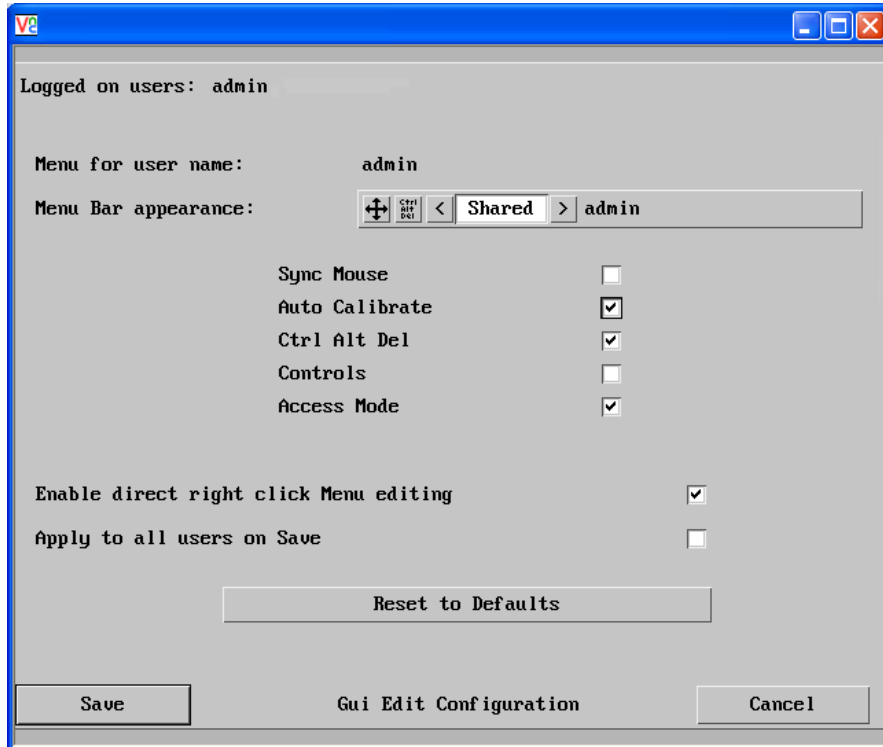 VNC
Logged on users: admin
Menu for user name: admin
Menu Bar appearance: Ctrl Alt Del < Shared > admin
Sync Mouse
Auto Calibrate
Ctrl Alt Del
Controls
Access Mode
Enable direct right click Menu editing
Apply to all users on Save
Reset to Defaults
Save Gui Edit Configuration Cancel